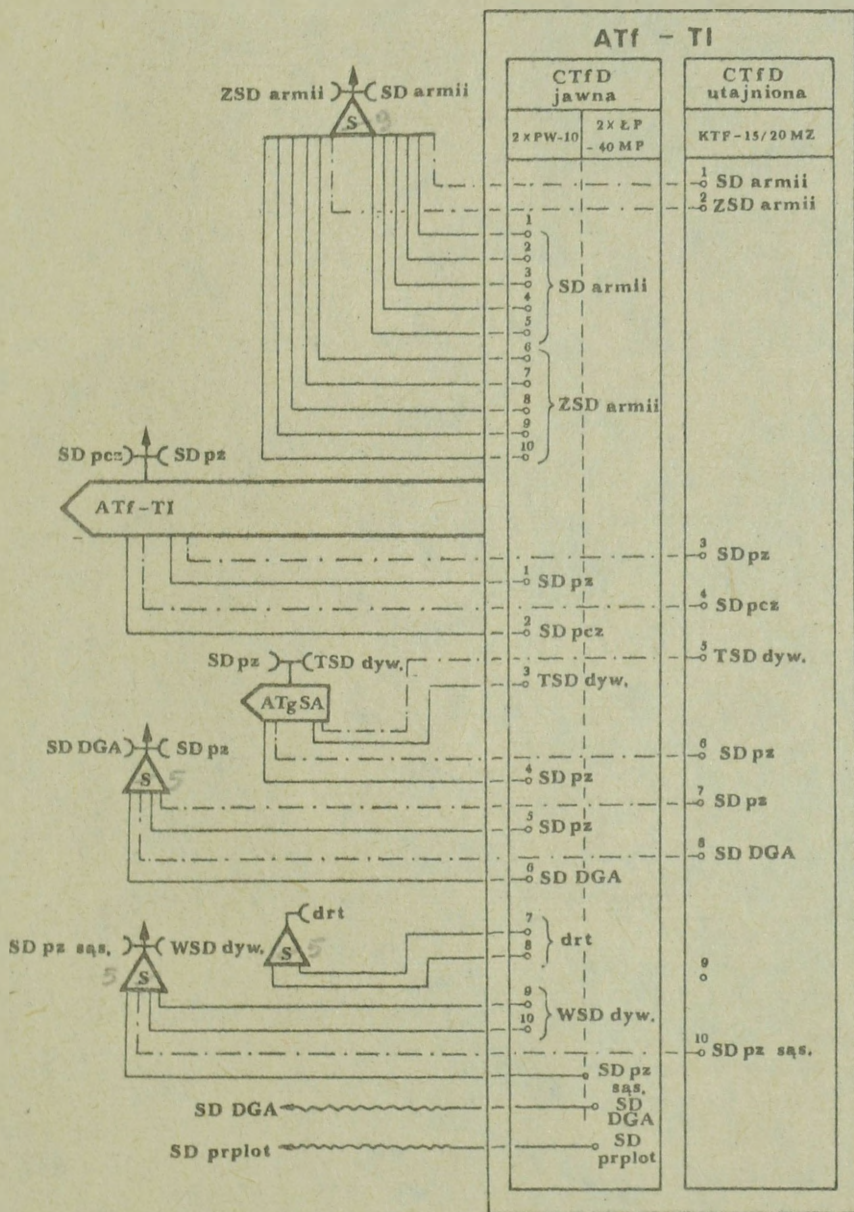 ATf - TI
CTfD jawna
CTfD utajniona
2 x PW-10
2 x ŁP - 40 MP
KTF - 15/20 MZ
ZSD armii SD armii
S
1 SD armii
2 ZSD armii
1
2
3
4
5
SD armii
6
7
8
9
10
ZSD armii
SD pcz SD pz
ATf-TI
3 SD pz
1 SD pz
4 SD pcz
2 SD pcz
SD pz TSD dyw.
5 TSD dyw.
3 TSD dyw.
ATgSA
SD DGA SD pz
S 5
6 SD pz
4 SD pz
7 SD pz
5 SD pz
8 SD DGA
6 SD DGA
drt
7
8
drt
SD pz sąs. WSD dyw.
S 5
5 S
9
9
10
WSD dyw.
10 SD pz sąs.
SD pz sąs.
SD DGA
SD DGA
SD prplot
SD prplot